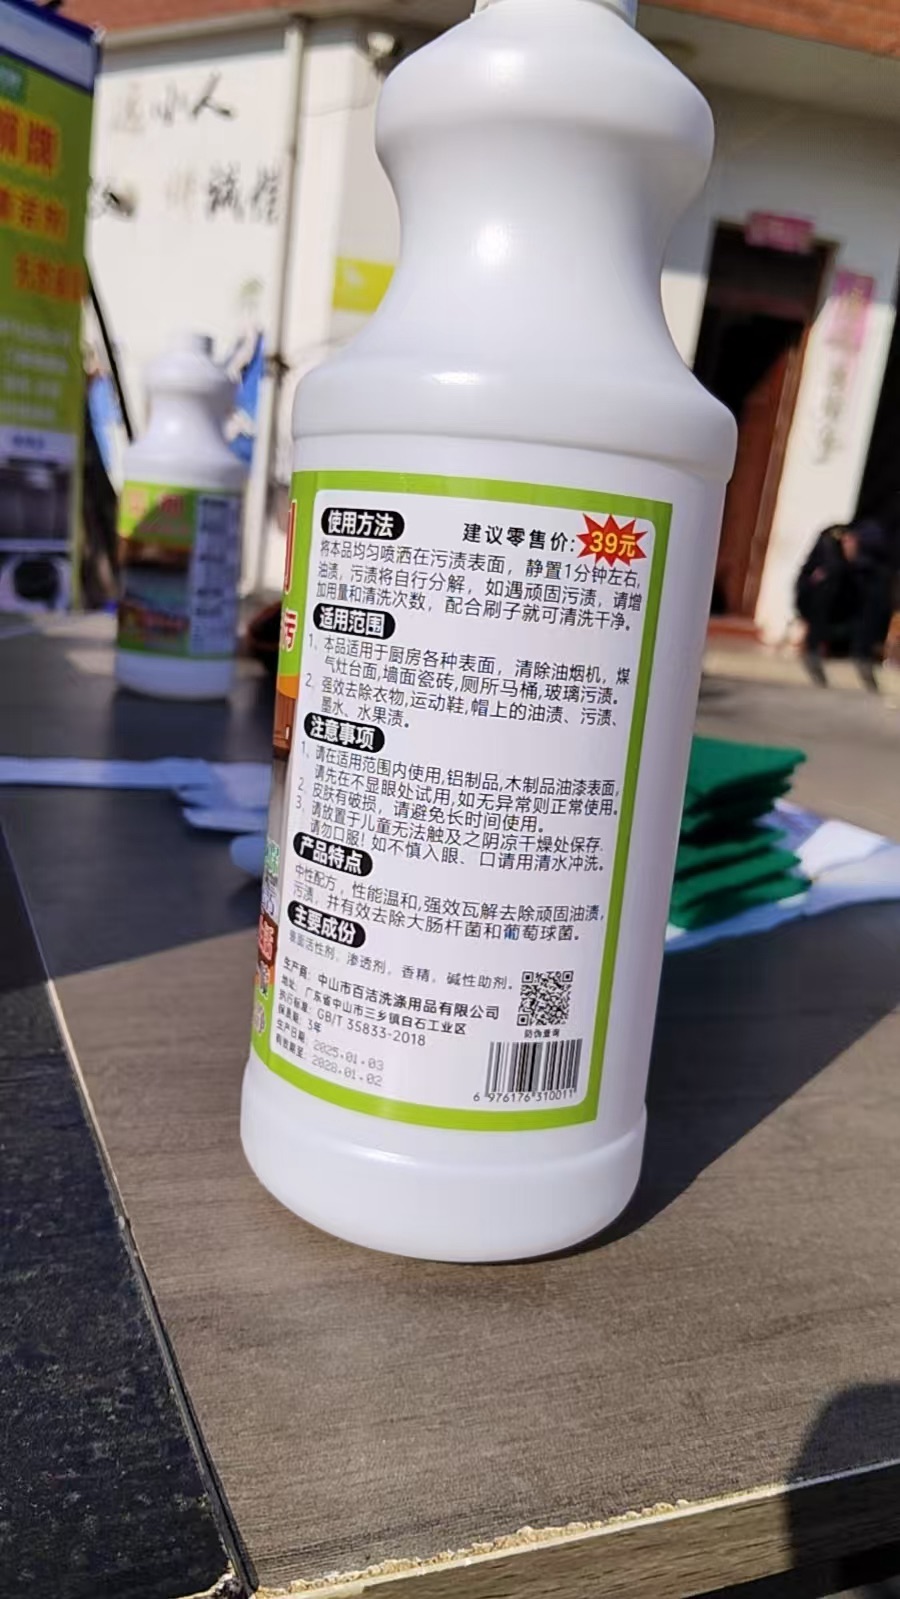 小人
诚信
使用方法
建议零售价:39元
将本品均匀喷洒在污渍表面，静置1分钟左右,
油渍，污渍将自行分解，如遇顽固污渍，请增
加用量和清洗次数，配合刷子就可清洗干净。
适用范围
1、本品适用于厨房各种表面，清除油烟机，煤
气灶台面,墙面瓷砖,厕所马桶,玻璃污渍。
2、强效去除衣物,运动鞋,帽上的油渍、污渍、
墨水、水果渍。
注意事项
1、请在适用范围内使用,铝制品,木制品油漆表面,
请先在不显眼处试用,如无异常则正常使用。
2、皮肤有破损，请避免长时间使用。
3、请放置于儿童无法触及之阴凉干燥处保存.
请勿口服!如不慎入眼、口请用清水冲洗。
产品特点
中性配方，性能温和,强效瓦解去除顽固油渍,
污渍，并有效去除大肠杆菌和葡萄球菌。
主要成份
表面活性剂，渗透剂，香精，碱性助剂.
生产商：中山市百洁洗涤用品有限公司
地址：广东省中山市三乡镇白石工业区
执行标准：GB/T 35833-2018
保质期：3年
生产日期：2025.01.03
有效期至：2028.01.02
防伪查询
6 976176 310011
剂
污